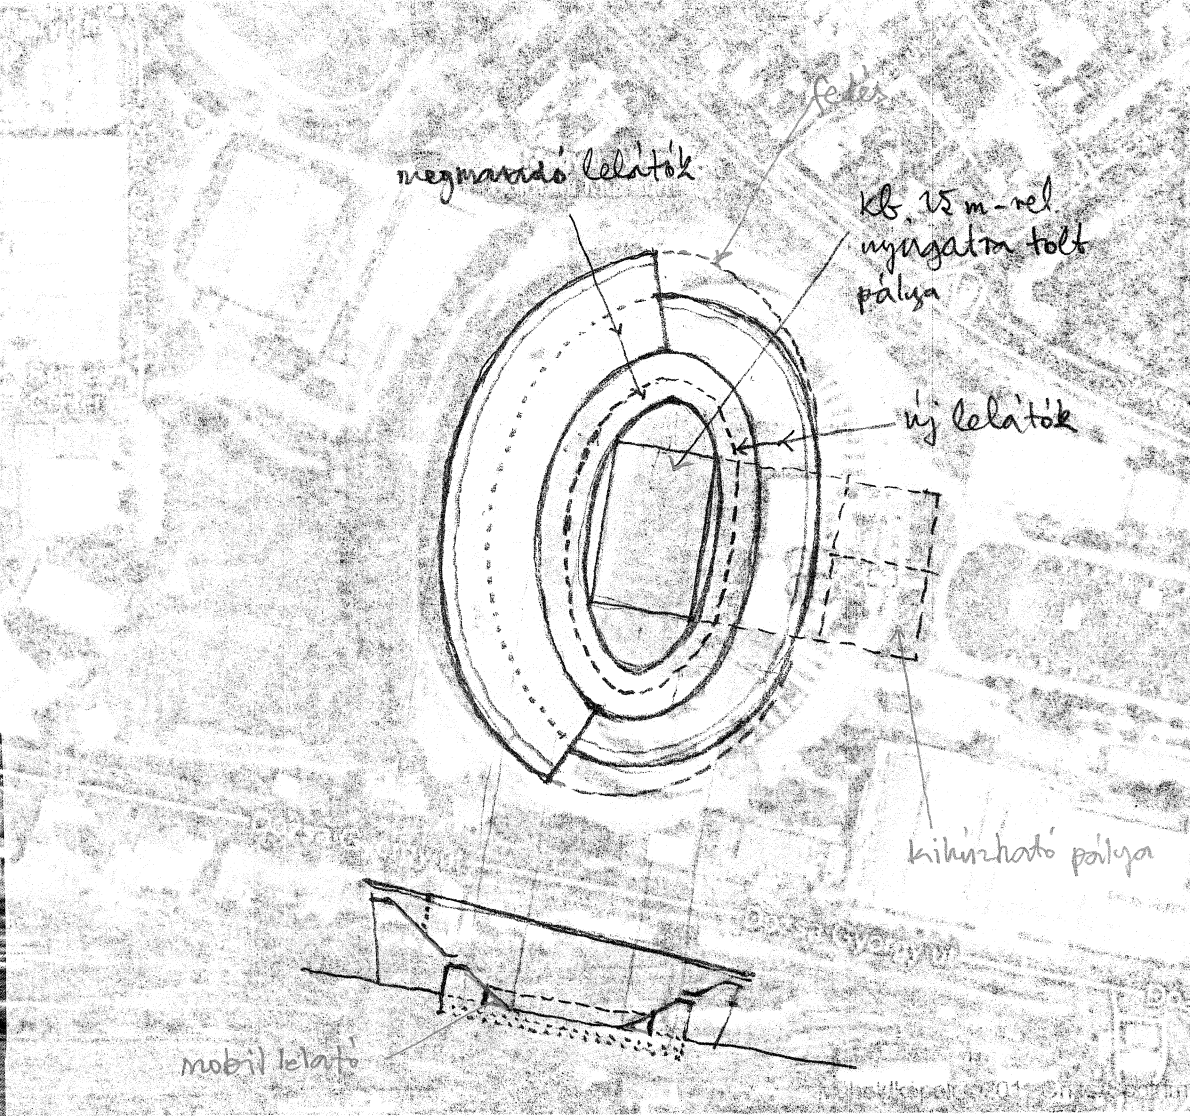 fedés
megmaradó lelátók
kb. 15 m-rel
nyugatra tolt
pálya
új lelátók
kihúzható pálya
mobil lelátó